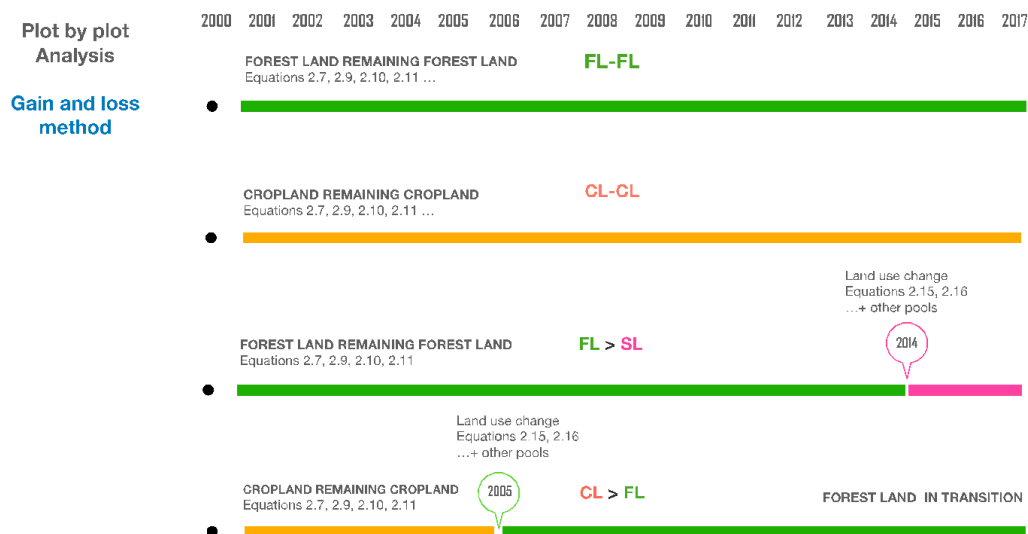 Plot by plot
Analysis
Gain and loss
method
2000 2001 2002 2003 2004 2005 2006 2007 2008 2009 2010 2011 2012 2013 2014 2015 2016 2017
FOREST LAND REMAINING FOREST LAND
Equations 2.7, 2.9, 2.10, 2.11 ...
FL-FL
CROPLAND REMAINING CROPLAND
Equations 2.7, 2.9, 2.10, 2.11 ...
CL-CL
Land use change
Equations 2.15, 2.16
...+ other pools
2014
FOREST LAND REMAINING FOREST LAND
Equations 2.7, 2.9, 2.10, 2.11
FL > SL
Land use change
Equations 2.15, 2.16
...+ other pools
2005
CROPLAND REMAINING CROPLAND
Equations 2.7, 2.9, 2.10, 2.11
CL > FL
FOREST LAND IN TRANSITION